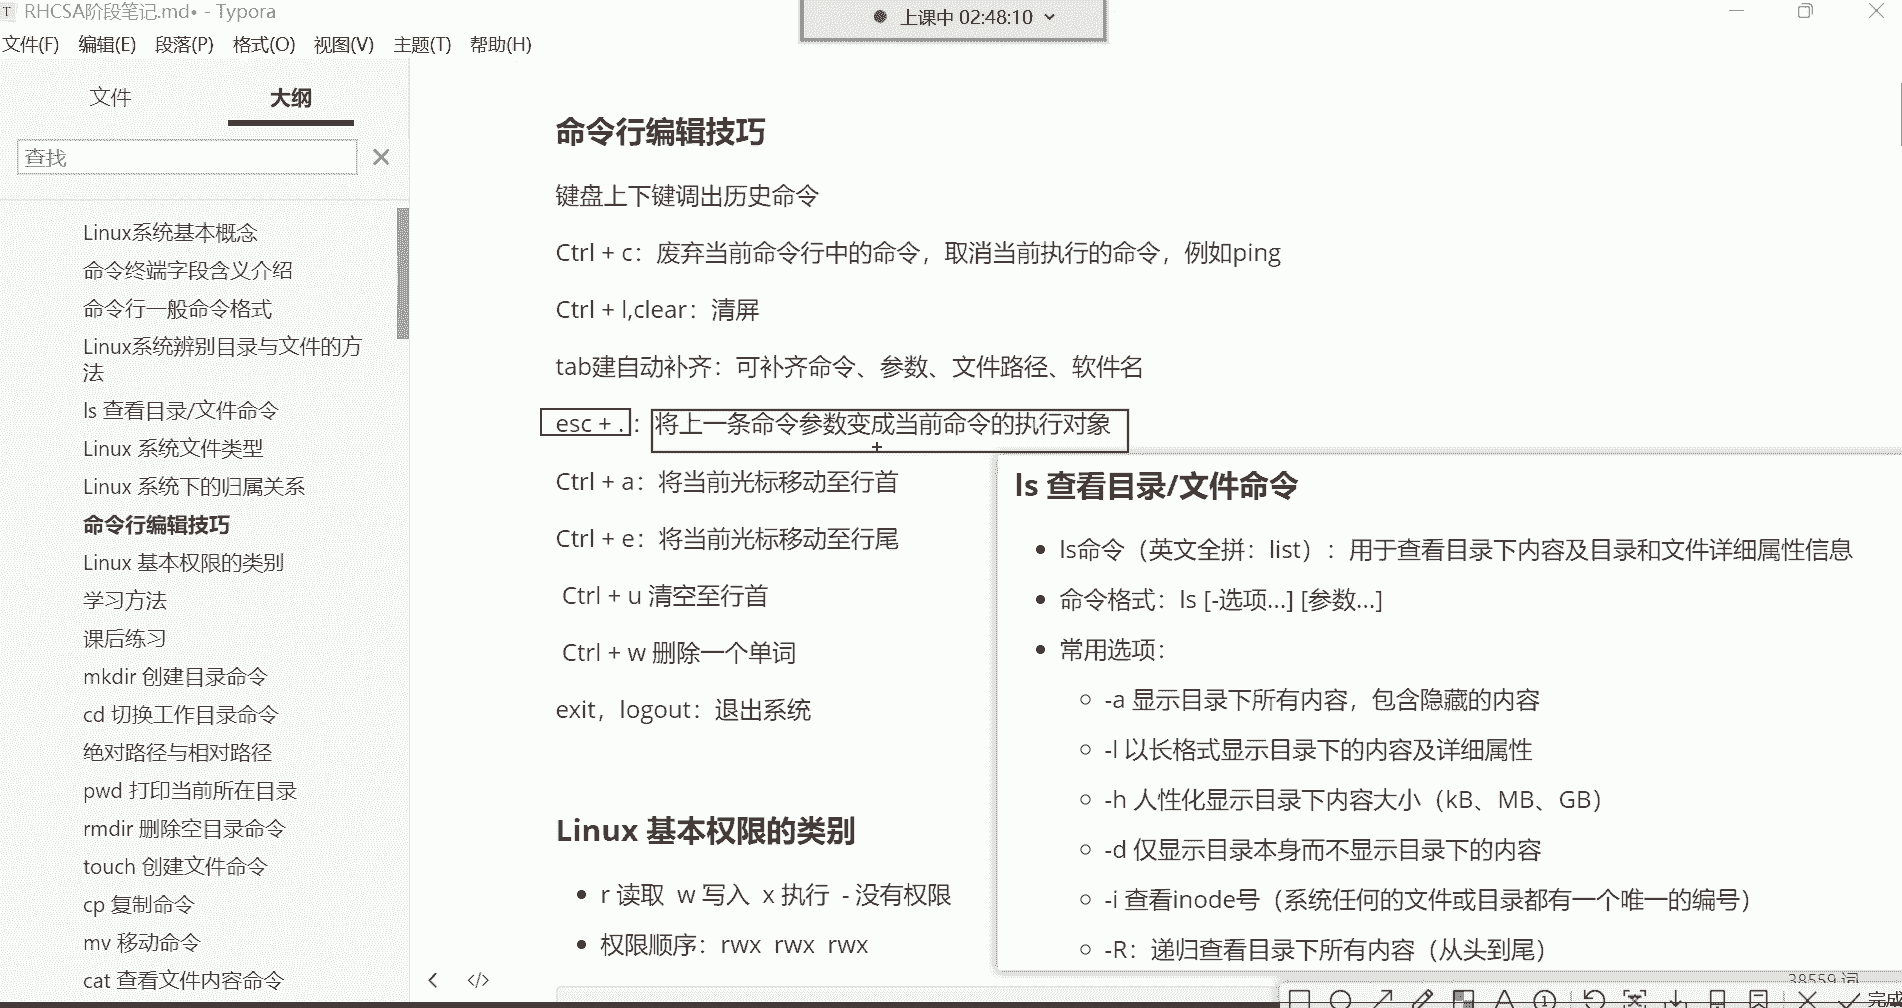 RHCSA阶段笔记.md• - Typora
上课中 02:48:10
文件(F) 编辑(E) 段落(P) 格式(O) 视图(V) 主题(T) 帮助(H)
文件 大纲
查找
Linux系统基本概念
命令终端字段含义介绍
命令行一般命令格式
Linux系统辨别目录与文件的方
法
ls 查看目录/文件命令
Linux 系统文件类型
Linux 系统下的归属关系
命令行编辑技巧
Linux 基本权限的类别
学习方法
课后练习
mkdir 创建目录命令
cd 切换工作目录命令
绝对路径与相对路径
pwd 打印当前所在目录
rmdir 删除空目录命令
touch 创建文件命令
cp 复制命令
mv 移动命令
cat 查看文件内容命令
命令行编辑技巧
键盘上下键调出历史命令
Ctrl + c：废弃当前命令行中的命令，取消当前执行的命令，例如ping
Ctrl + l,clear：清屏
tab建自动补齐：可补齐命令、参数、文件路径、软件名
esc + .：将上一条命令参数变成当前命令的执行对象
Ctrl + a：将当前光标移动至行首
Ctrl + e：将当前光标移动至行尾
Ctrl + u 清空至行首
Ctrl + w 删除一个单词
exit，logout：退出系统
Linux 基本权限的类别
• r 读取 w 写入 x 执行 - 没有权限
• 权限顺序：rwx rwx rwx
ls 查看目录/文件命令
• ls命令（英文全拼：list）：用于查看目录下内容及目录和文件详细属性信息
• 命令格式：ls [-选项...] [参数...]
• 常用选项：
○ -a 显示目录下所有内容，包含隐藏的内容
○ -l 以长格式显示目录下的内容及详细属性
○ -h 人性化显示目录下内容大小（kB、MB、GB）
○ -d 仅显示目录本身而不显示目录下的内容
○ -i 查看inode号（系统任何的文件或目录都有一个唯一的编号）
○ -R：递归查看目录下所有内容（从头到尾）
38559 词
完成